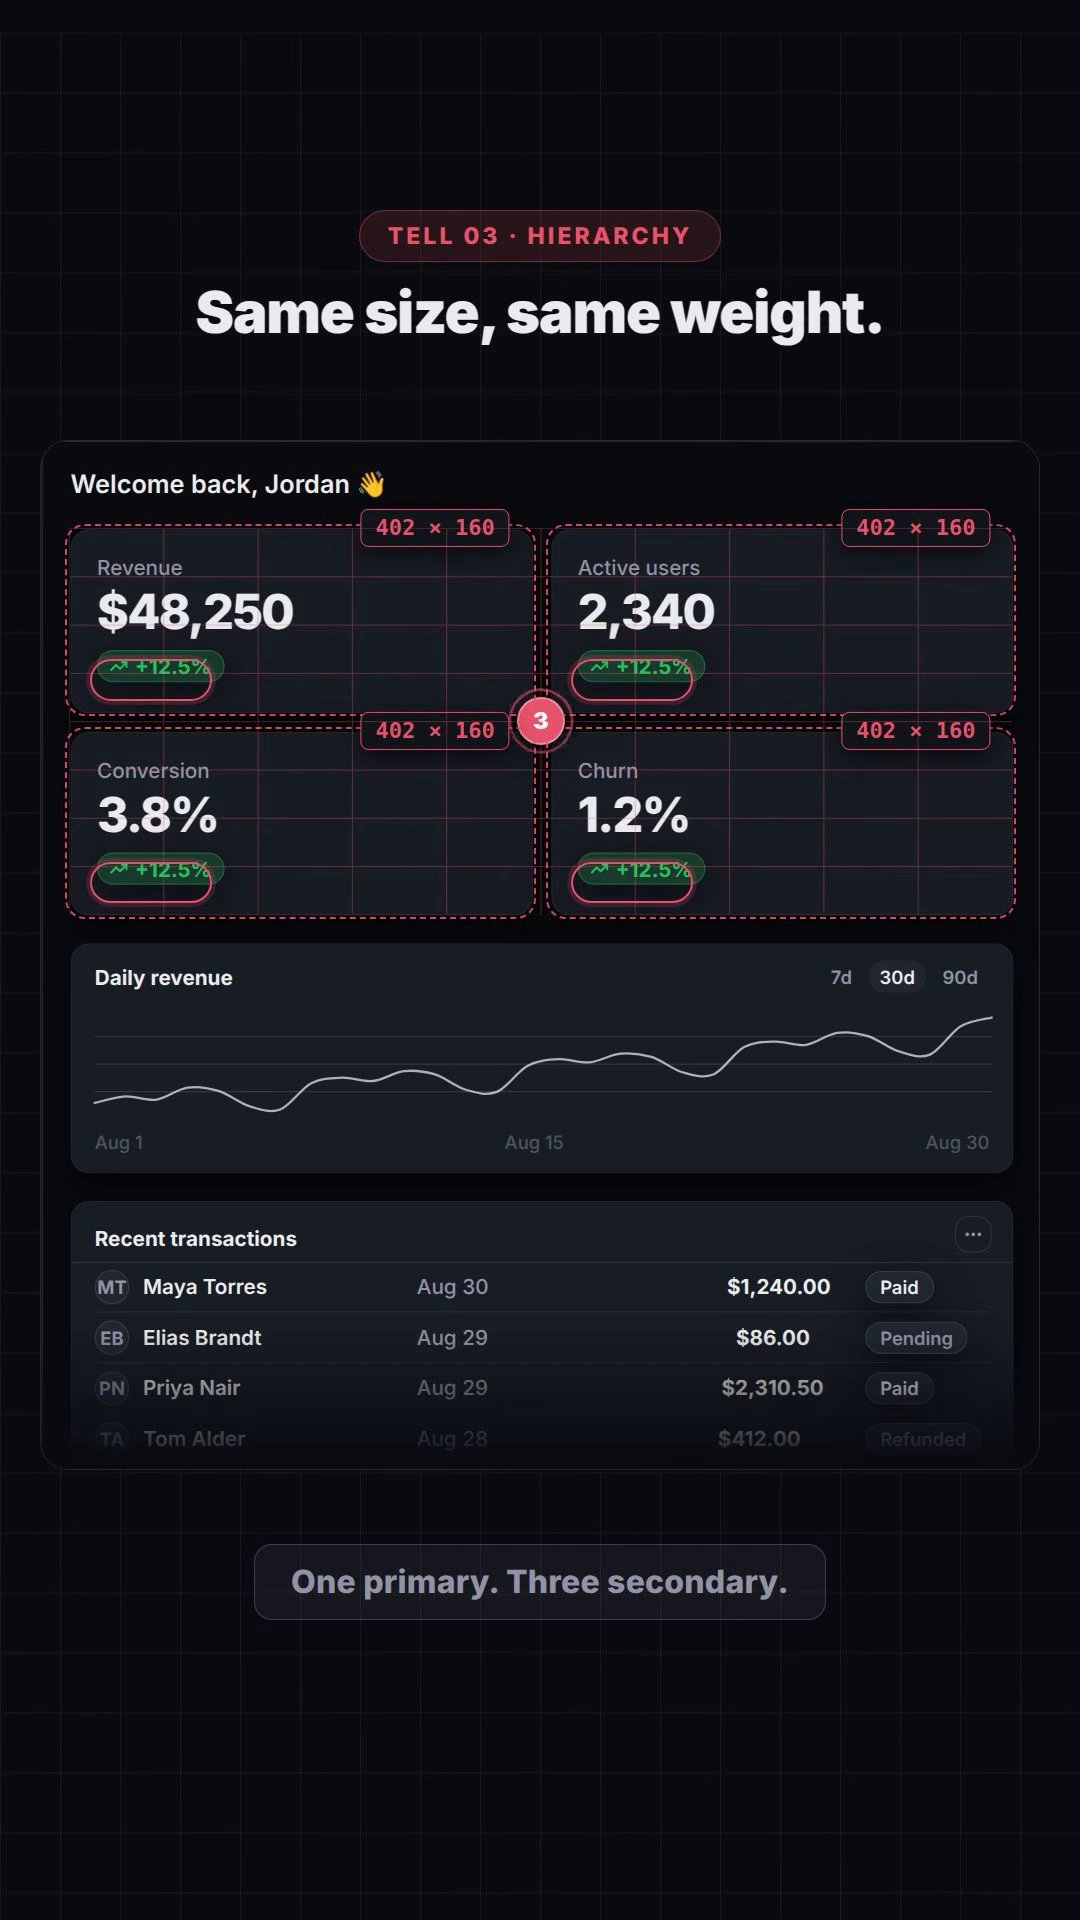 TELL 03 · HIERARCHY
Same size, same weight.
Welcome back, Jordan 👋
402 × 160
402 × 160
Revenue
Active users
$48,250
2,340
+12.5%
+12.5%
3
402 × 160
402 × 160
Conversion
Churn
3.8%
1.2%
+12.5%
+12.5%
Daily revenue
7d 30d 90d
Aug 1 Aug 15 Aug 30
Recent transactions
MT Maya Torres Aug 30 $1,240.00 Paid
EB Elias Brandt Aug 29 $86.00 Pending
PN Priya Nair Aug 29 $2,310.50 Paid
TA Tom Alder Aug 28 $412.00 Refunded
One primary. Three secondary.